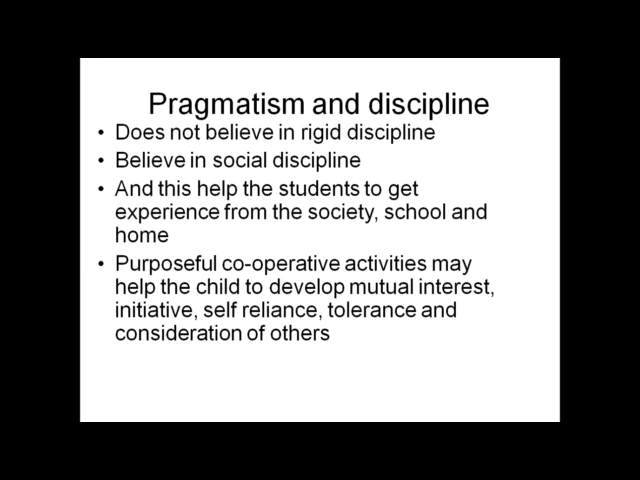 Pragmatism and discipline
• Does not believe in rigid discipline
• Believe in social discipline
• And this help the students to get
experience from the society, school and
home
• Purposeful co-operative activities may
help the child to develop mutual interest,
initiative, self reliance, tolerance and
consideration of others